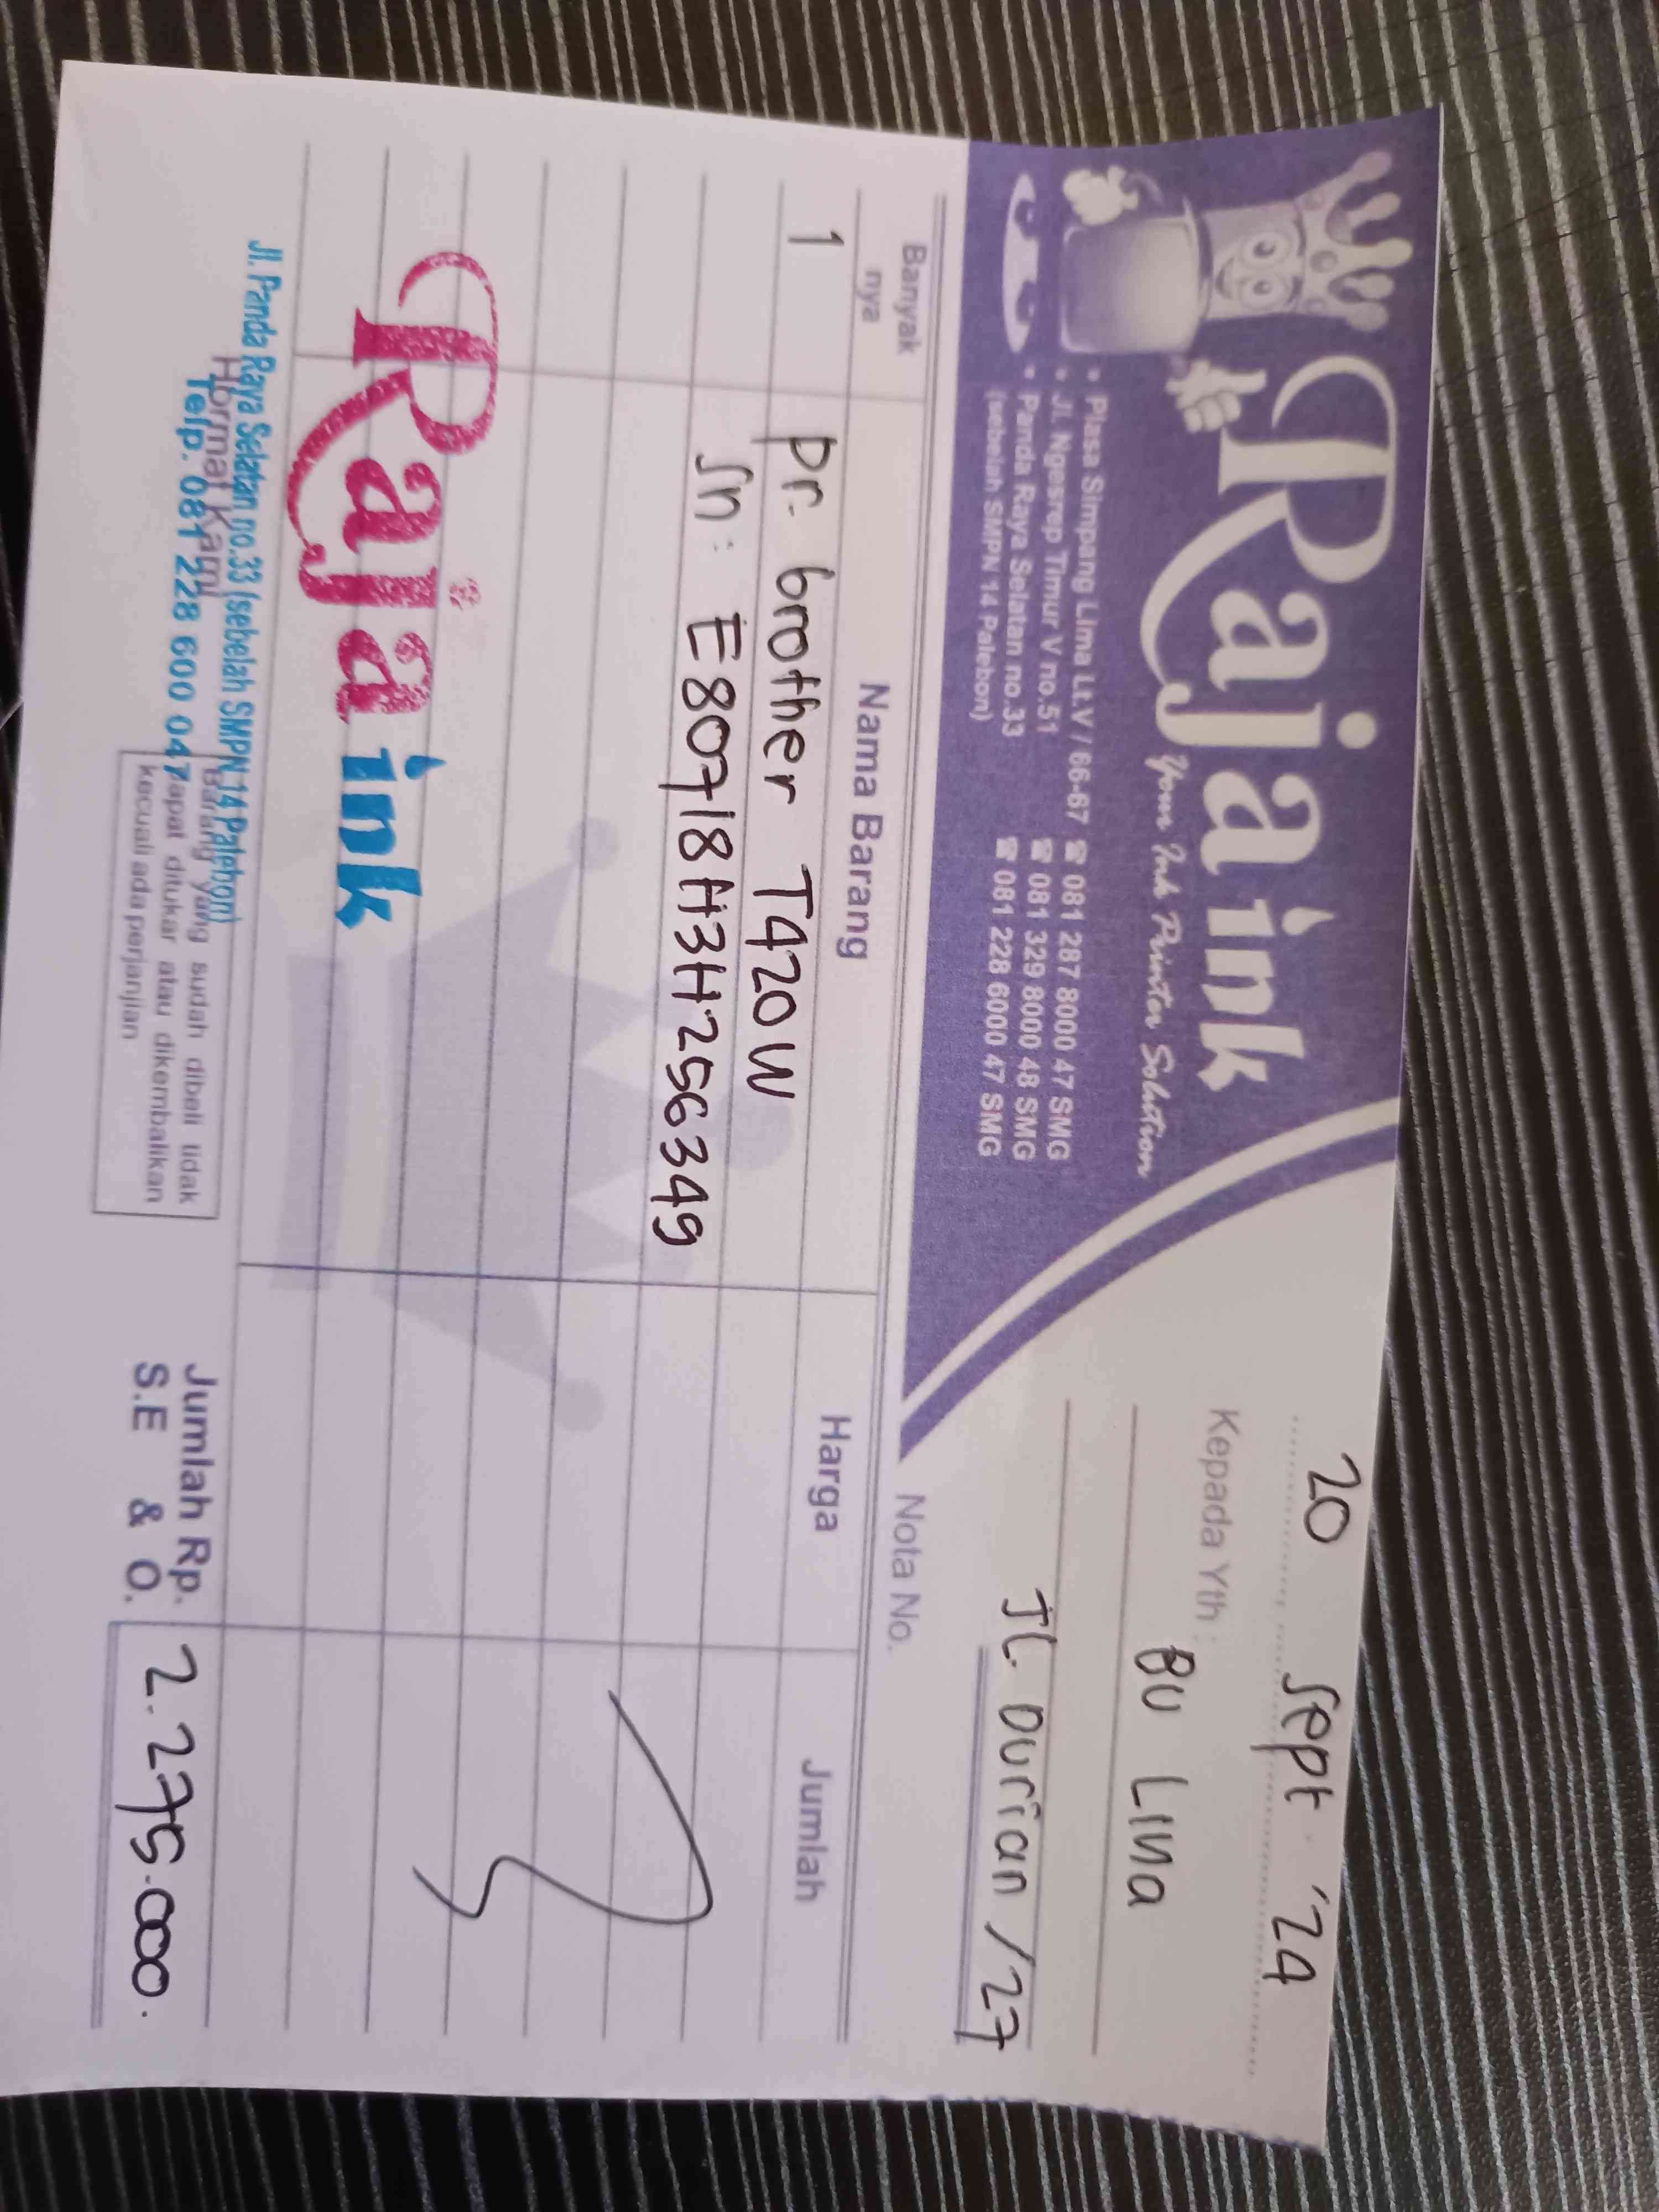 Raja ink
Your Ink Printer Solution
• Plasa Simpang Lima Lt.V / 66-67 ☎ 081 287 8000 47 SMG
• Jl. Ngesrep Timur V no.51 ☎ 081 329 8000 48 SMG
• Panda Raya Selatan no.33 ☎ 081 228 6000 47 SMG
(sebelah SMPN 14 Palebon)
20 Sept '24
Kepada Yth :
BU LINA
JL. Durian /27
Nota No.
Banyak nya Nama Barang Harga Jumlah
1 Pr. brother T420W
Sn : E80718H3H256349
Raja ink
Jl. Panda Raya Selatan no.33 (sebelah SMPN 14 Palebon)
Hormat Kami
Telp. 081 228 600 047
Barang yang sudah dibeli tidak
dapat ditukar atau dikembalikan
kecuali ada perjanjian
Jumlah Rp. 2.275.000.
S.E & O.